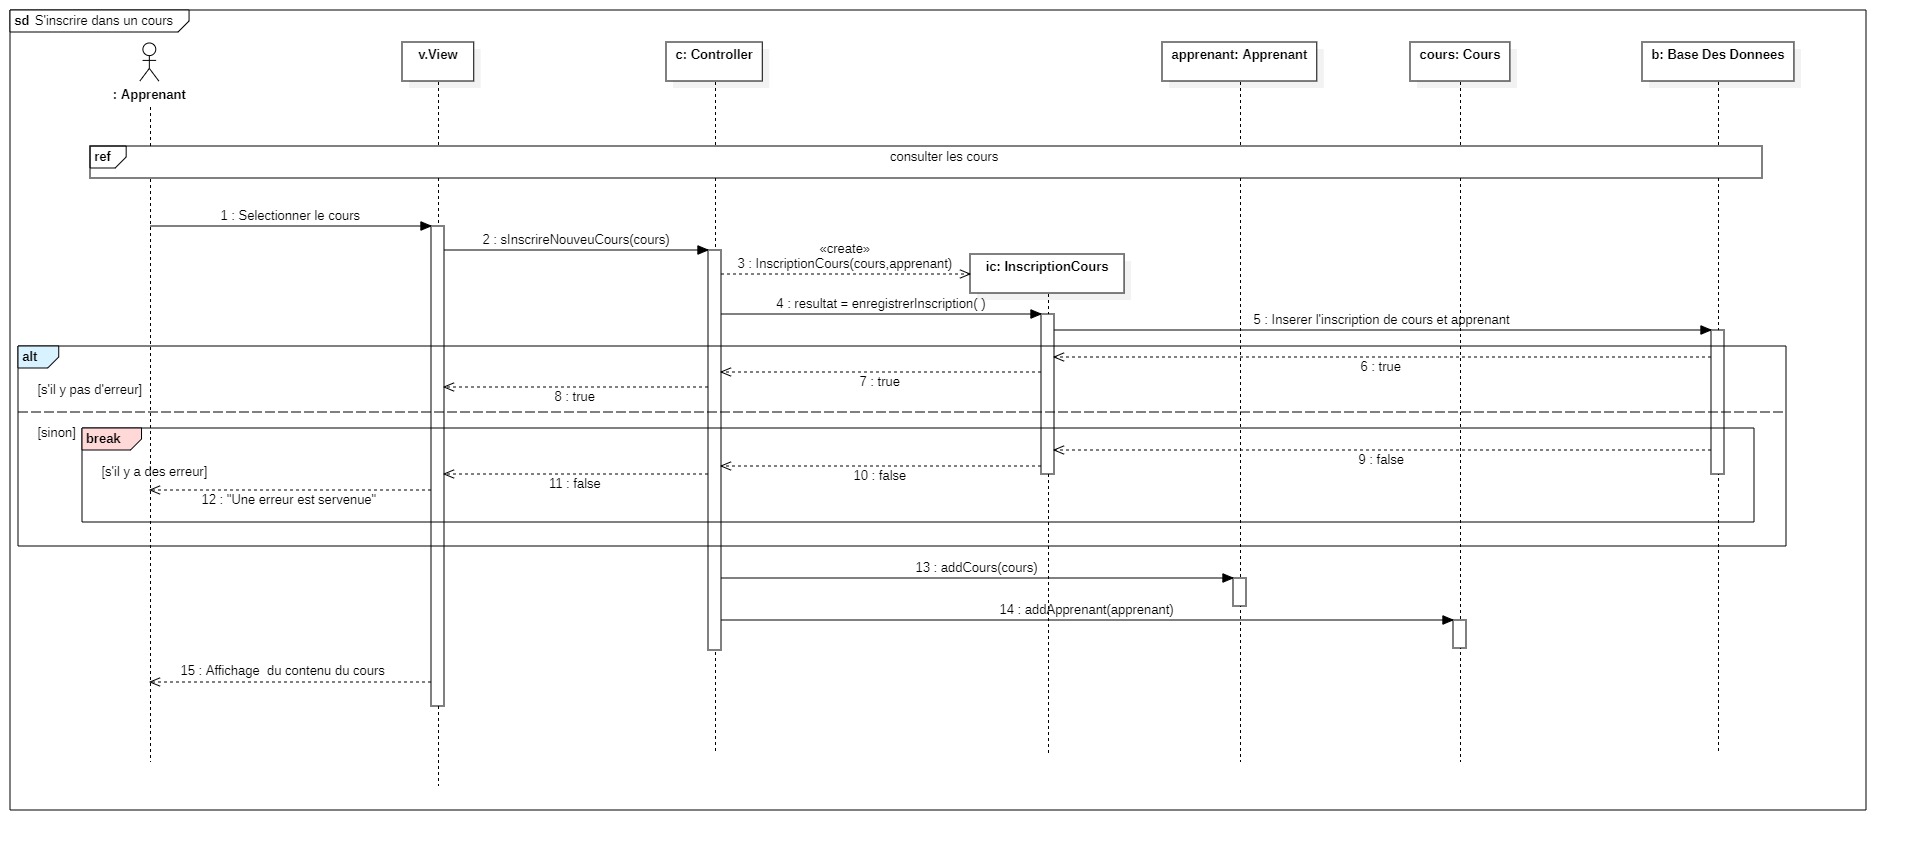 sd S'inscrire dans un cours
: Apprenant
v.View
c: Controller
apprenant: Apprenant
cours: Cours
b: Base Des Donnees
ref
consulter les cours
1 : Selectionner le cours
2 : sInscrireNouveuCours(cours)
«create»
3 : InscriptionCours(cours,apprenant)
ic: InscriptionCours
4 : resultat = enregistrerInscription( )
5 : Inserer l'inscription de cours et apprenant
alt
[s'il y pas d'erreur]
6 : true
7 : true
8 : true
[sinon]
break
[s'il y a des erreur]
9 : false
10 : false
11 : false
12 : "Une erreur est servenue"
13 : addCours(cours)
14 : addApprenant(apprenant)
15 : Affichage  du contenu du cours